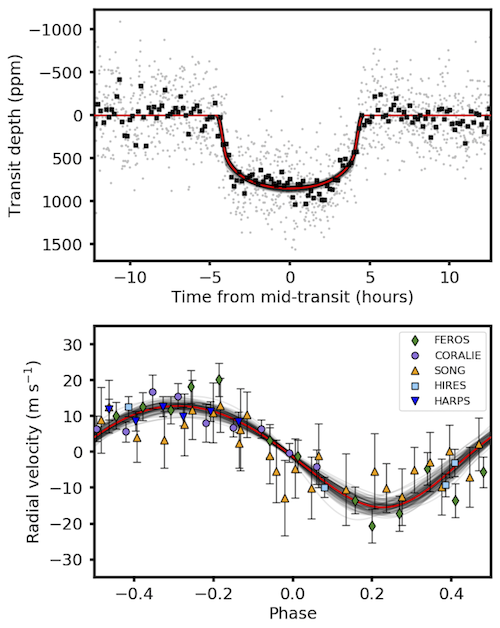 −1000
−500
0
500
1000
1500
Transit depth (ppm)
−10
−5
0
5
10
Time from mid-transit (hours)
30
20
10
0
−10
−20
−30
Radial velocity (m s⁻¹)
FEROS
CORALIE
SONG
HIRES
HARPS
−0.4
−0.2
0.0
0.2
0.4
Phase